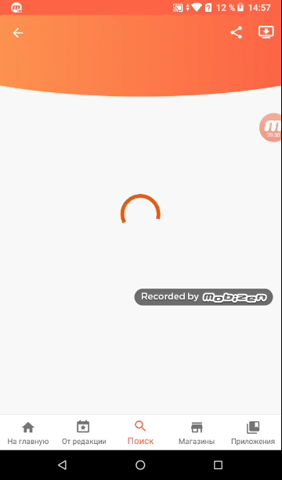 12 % 14:57
Recorded by mobizen
На главную От редакции Поиск Магазины Приложения